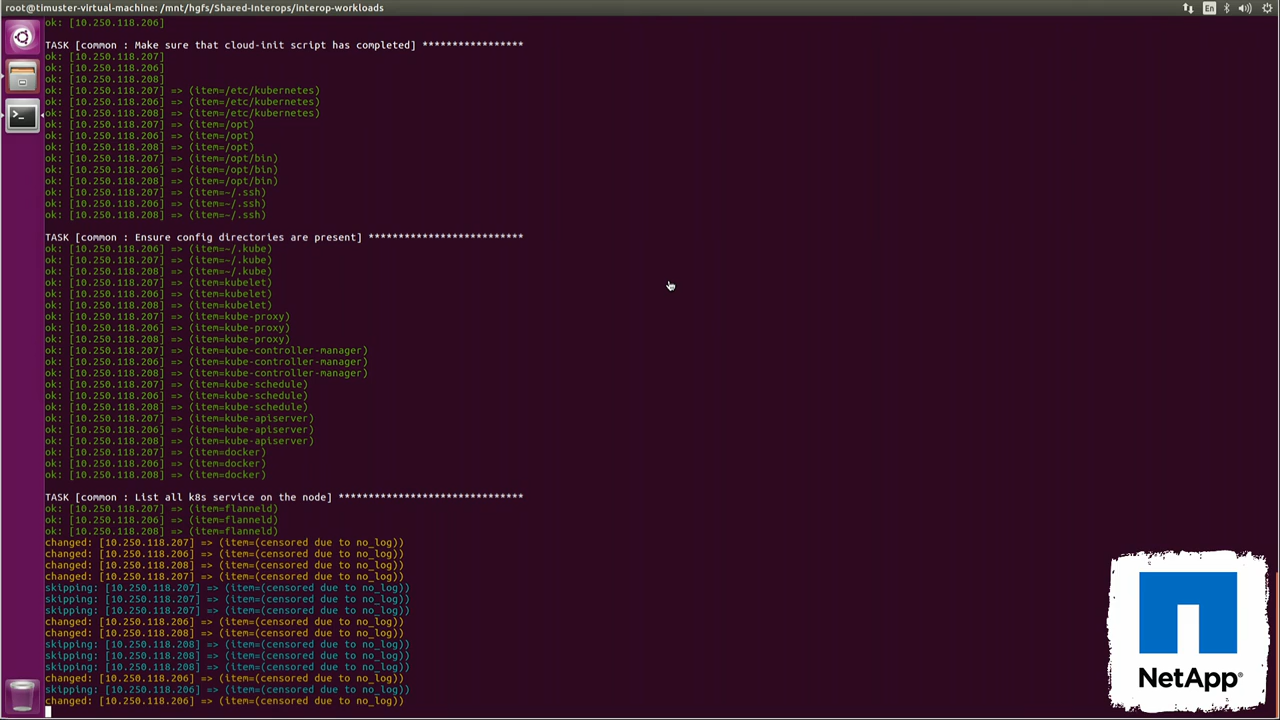 root@timuster-virtual-machine: /mnt/hgfs/Shared-Interops/interop-workloads
En
ok: [10.250.118.206]
TASK [common : Make sure that cloud-init script has completed] *****************
ok: [10.250.118.207]
ok: [10.250.118.206]
ok: [10.250.118.208]
ok: [10.250.118.207] => (item=/etc/kubernetes)
ok: [10.250.118.206] => (item=/etc/kubernetes)
ok: [10.250.118.208] => (item=/etc/kubernetes)
ok: [10.250.118.207] => (item=/opt)
ok: [10.250.118.206] => (item=/opt)
ok: [10.250.118.208] => (item=/opt)
ok: [10.250.118.207] => (item=/opt/bin)
ok: [10.250.118.206] => (item=/opt/bin)
ok: [10.250.118.208] => (item=/opt/bin)
ok: [10.250.118.207] => (item=~/.ssh)
ok: [10.250.118.206] => (item=~/.ssh)
ok: [10.250.118.208] => (item=~/.ssh)
TASK [common : Ensure config directories are present] **************************
ok: [10.250.118.206] => (item=~/.kube)
ok: [10.250.118.207] => (item=~/.kube)
ok: [10.250.118.208] => (item=~/.kube)
ok: [10.250.118.207] => (item=kubelet)
ok: [10.250.118.206] => (item=kubelet)
ok: [10.250.118.208] => (item=kubelet)
ok: [10.250.118.207] => (item=kube-proxy)
ok: [10.250.118.206] => (item=kube-proxy)
ok: [10.250.118.208] => (item=kube-proxy)
ok: [10.250.118.207] => (item=kube-controller-manager)
ok: [10.250.118.206] => (item=kube-controller-manager)
ok: [10.250.118.208] => (item=kube-controller-manager)
ok: [10.250.118.207] => (item=kube-schedule)
ok: [10.250.118.206] => (item=kube-schedule)
ok: [10.250.118.208] => (item=kube-schedule)
ok: [10.250.118.207] => (item=kube-apiserver)
ok: [10.250.118.206] => (item=kube-apiserver)
ok: [10.250.118.208] => (item=kube-apiserver)
ok: [10.250.118.207] => (item=docker)
ok: [10.250.118.206] => (item=docker)
ok: [10.250.118.208] => (item=docker)
TASK [common : List all k8s service on the node] *******************************
ok: [10.250.118.207] => (item=flanneld)
ok: [10.250.118.206] => (item=flanneld)
ok: [10.250.118.208] => (item=flanneld)
changed: [10.250.118.207] => (item=(censored due to no_log))
changed: [10.250.118.206] => (item=(censored due to no_log))
changed: [10.250.118.208] => (item=(censored due to no_log))
changed: [10.250.118.207] => (item=(censored due to no_log))
skipping: [10.250.118.207] => (item=(censored due to no_log))
skipping: [10.250.118.207] => (item=(censored due to no_log))
skipping: [10.250.118.207] => (item=(censored due to no_log))
changed: [10.250.118.206] => (item=(censored due to no_log))
changed: [10.250.118.208] => (item=(censored due to no_log))
skipping: [10.250.118.208] => (item=(censored due to no_log))
skipping: [10.250.118.208] => (item=(censored due to no_log))
skipping: [10.250.118.208] => (item=(censored due to no_log))
changed: [10.250.118.206] => (item=(censored due to no_log))
skipping: [10.250.118.206] => (item=(censored due to no_log))
changed: [10.250.118.206] => (item=(censored due to no_log))
NetApp